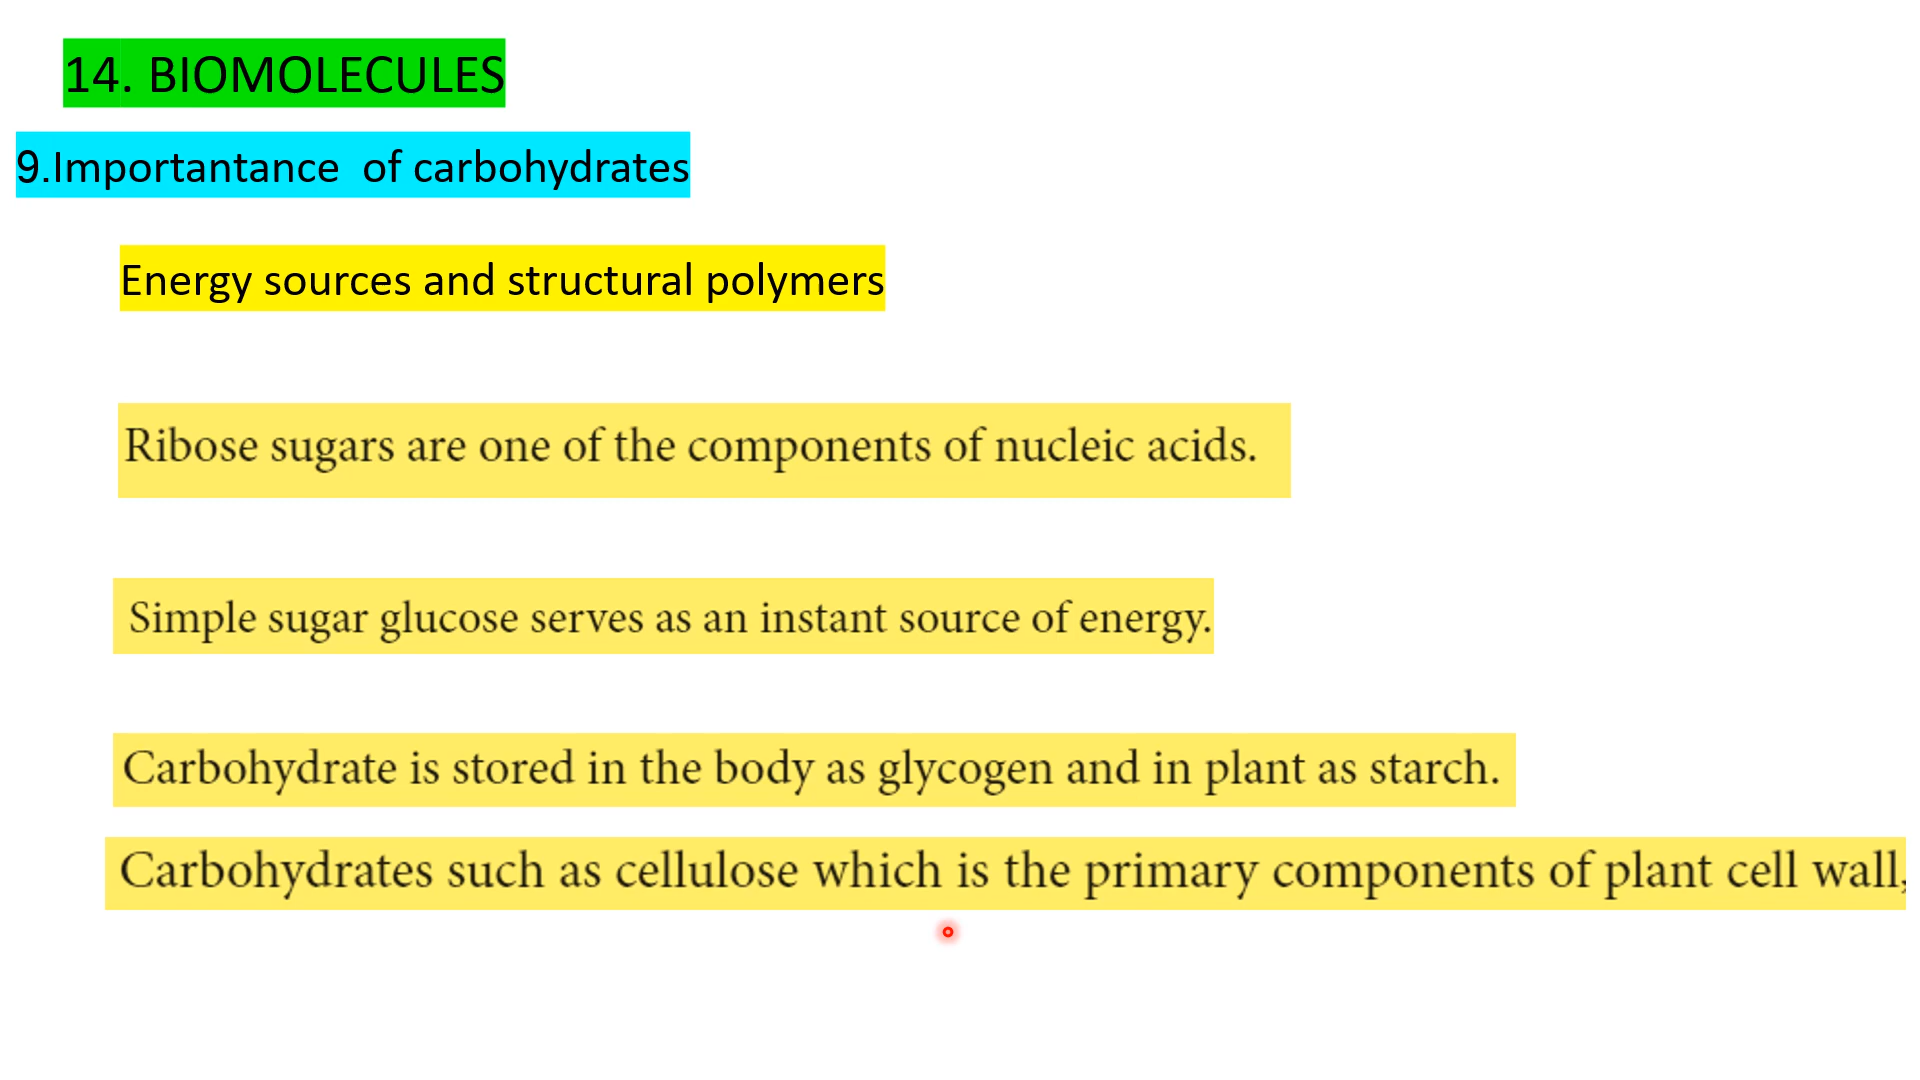 14. BIOMOLECULES
9.Importantance of carbohydrates
Energy sources and structural polymers
Ribose sugars are one of the components of nucleic acids.
Simple sugar glucose serves as an instant source of energy.
Carbohydrate is stored in the body as glycogen and in plant as starch.
Carbohydrates such as cellulose which is the primary components of plant cell wall,